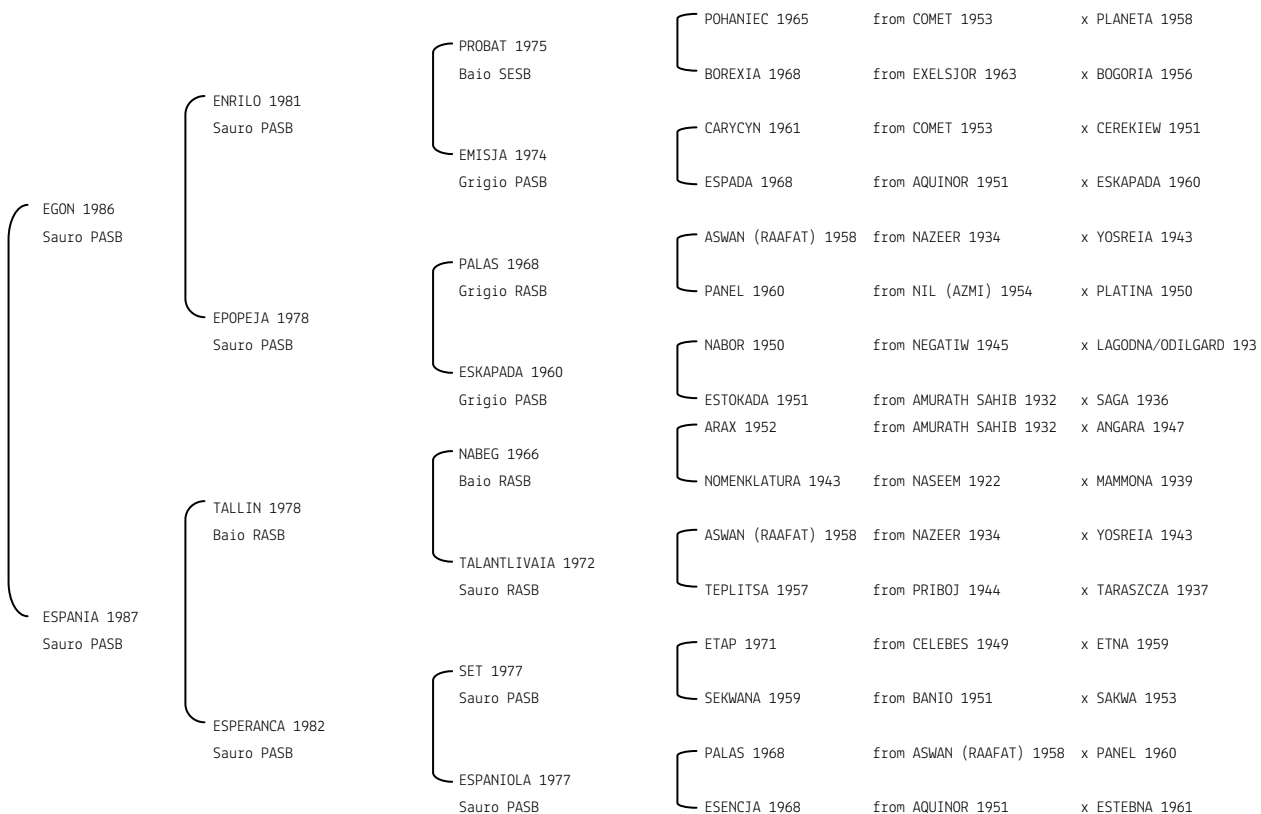 POHANIEC 1965 from COMET 1953 x PLANETA 1958
PROBAT 1975
Baio SESB BOREXIA 1968 from EXELSJOR 1963 x BOGORIA 1956
ENRILO 1981
Sauro PASB CARYCYN 1961 from COMET 1953 x CEREKIEW 1951
EMISJA 1974
Grigio PASB ESPADA 1968 from AQUINOR 1951 x ESKAPADA 1960
EGON 1986
Sauro PASB ASWAN (RAAFAT) 1958 from NAZEER 1934 x YOSREIA 1943
PALAS 1968
Grigio RASB PANEL 1960 from NIL (AZMI) 1954 x PLATINA 1950
EPOPEJA 1978
Sauro PASB NABOR 1950 from NEGATIW 1945 x LAGODNA/ODILGARD 193
ESKAPADA 1960
Grigio PASB ESTOKADA 1951 from AMURATH SAHIB 1932 x SAGA 1936
ARAX 1952 from AMURATH SAHIB 1932 x ANGARA 1947
NABEG 1966
Baio RASB NOMENKLATURA 1943 from NASEEM 1922 x MAMMONA 1939
TALLIN 1978
Baio RASB ASWAN (RAAFAT) 1958 from NAZEER 1934 x YOSREIA 1943
TALANTLIVAIA 1972
Sauro RASB TEPLITSA 1957 from PRIBOJ 1944 x TARASZCZA 1937
ESPANIA 1987
Sauro PASB ETAP 1971 from CELEBES 1949 x ETNA 1959
SET 1977
Sauro PASB SEKWANA 1959 from BANIO 1951 x SAKWA 1953
ESPERANCA 1982
Sauro PASB PALAS 1968 from ASWAN (RAAFAT) 1958 x PANEL 1960
ESPANIOLA 1977
Sauro PASB ESENCJA 1968 from AQUINOR 1951 x ESTEBNA 1961